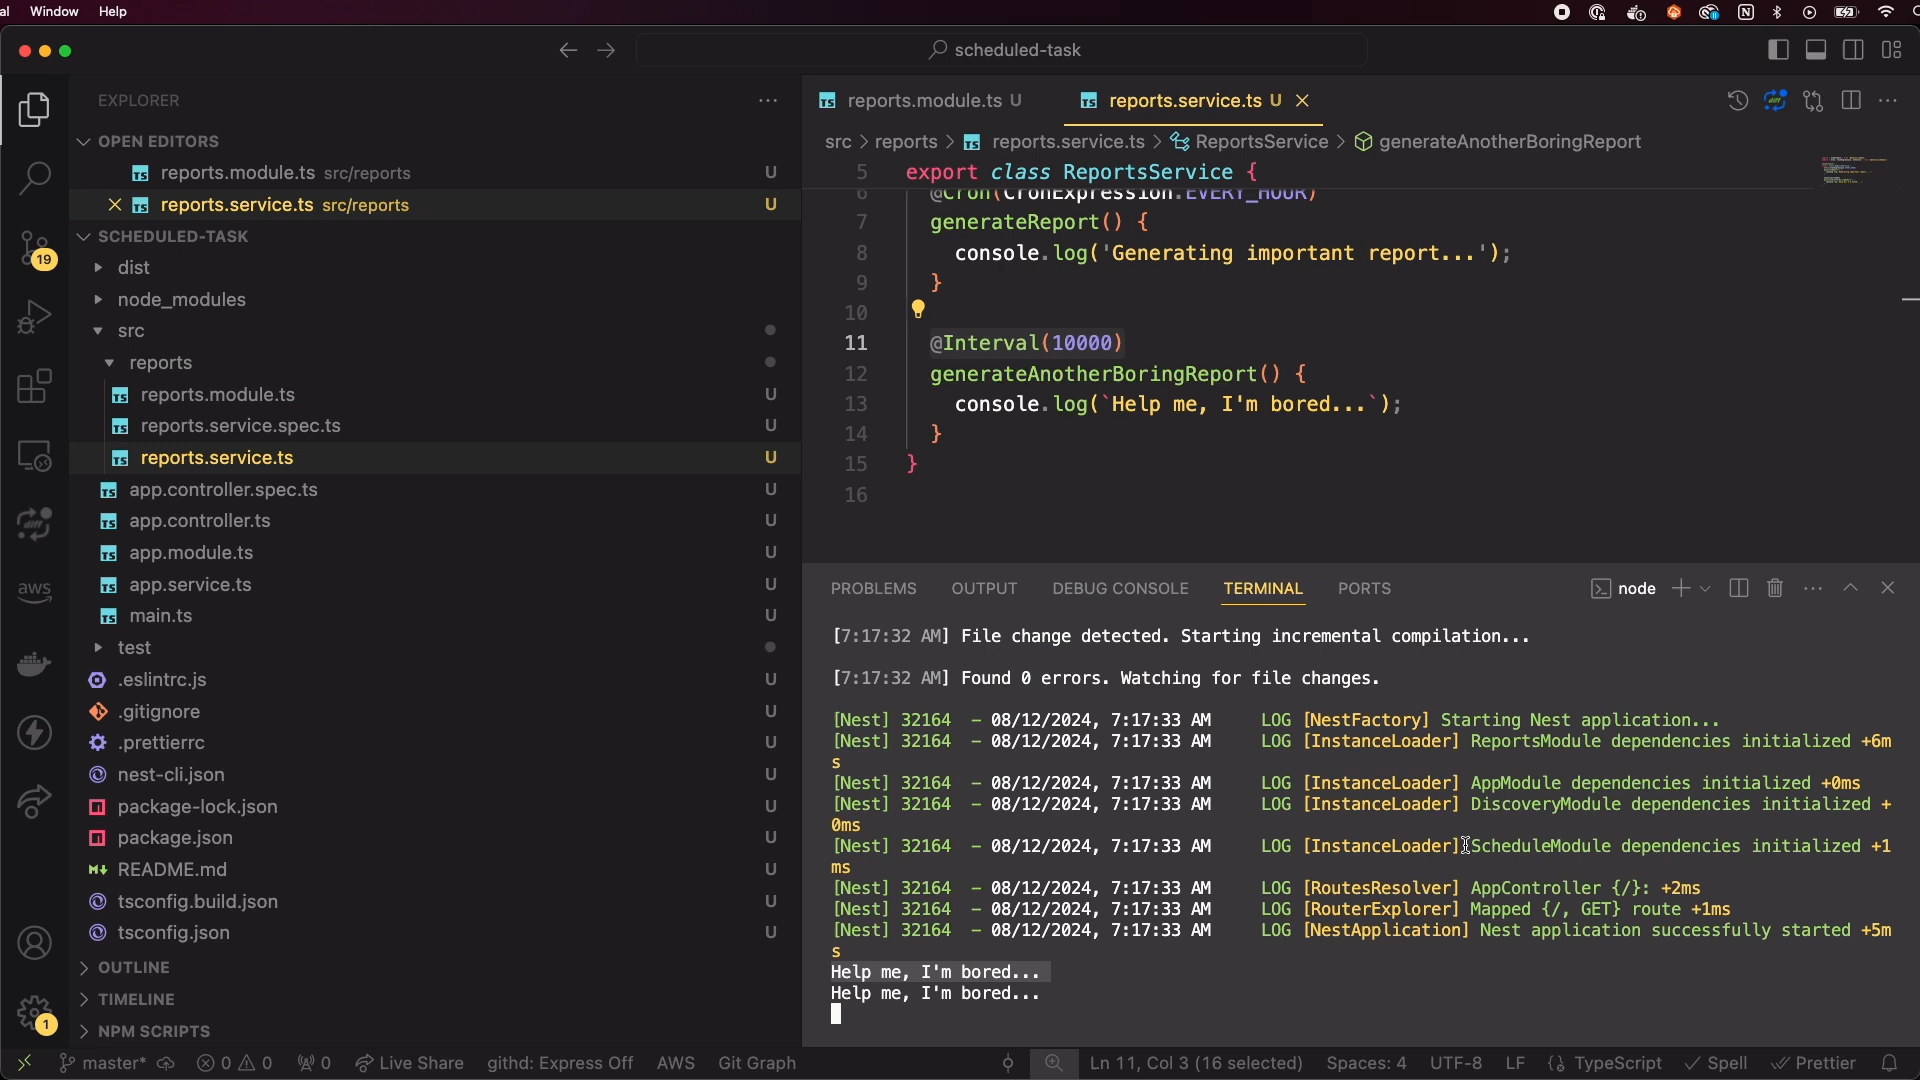 al Window Help
scheduled-task
EXPLORER
OPEN EDITORS
reports.module.ts src/reports U
reports.service.ts src/reports U
SCHEDULED-TASK
dist
node_modules
src
reports
reports.module.ts U
reports.service.spec.ts U
reports.service.ts U
app.controller.spec.ts U
app.controller.ts U
app.module.ts U
app.service.ts U
main.ts U
test
.eslintrc.js U
.gitignore U
.prettierrc U
nest-cli.json U
package-lock.json U
package.json U
README.md U
tsconfig.build.json U
tsconfig.json U
OUTLINE
TIMELINE
NPM SCRIPTS
19
aws
1
reports.module.ts U
reports.service.ts U
src > reports > reports.service.ts > ReportsService > generateAnotherBoringReport
5 export class ReportsService {
6 @Cron(CronExpression.EVERY_HOUR)
7 generateReport() {
8 console.log('Generating important report...');
9 }
10
11 @Interval(10000)
12 generateAnotherBoringReport() {
13 console.log(`Help me, I'm bored...`);
14 }
15 }
16
PROBLEMS OUTPUT DEBUG CONSOLE TERMINAL PORTS
node
[7:17:32 AM] File change detected. Starting incremental compilation...
[7:17:32 AM] Found 0 errors. Watching for file changes.
[Nest] 32164 - 08/12/2024, 7:17:33 AM LOG [NestFactory] Starting Nest application...
[Nest] 32164 - 08/12/2024, 7:17:33 AM LOG [InstanceLoader] ReportsModule dependencies initialized +6m
s
[Nest] 32164 - 08/12/2024, 7:17:33 AM LOG [InstanceLoader] AppModule dependencies initialized +0ms
[Nest] 32164 - 08/12/2024, 7:17:33 AM LOG [InstanceLoader] DiscoveryModule dependencies initialized +
0ms
[Nest] 32164 - 08/12/2024, 7:17:33 AM LOG [InstanceLoader] ScheduleModule dependencies initialized +1
ms
[Nest] 32164 - 08/12/2024, 7:17:33 AM LOG [RoutesResolver] AppController {/}: +2ms
[Nest] 32164 - 08/12/2024, 7:17:33 AM LOG [RouterExplorer] Mapped {/, GET} route +1ms
[Nest] 32164 - 08/12/2024, 7:17:33 AM LOG [NestApplication] Nest application successfully started +5m
s
Help me, I'm bored...
Help me, I'm bored...
master* 0 0 0 Live Share githd: Express Off AWS Git Graph Ln 11, Col 3 (16 selected) Spaces: 4 UTF-8 LF {} TypeScript Spell Prettier